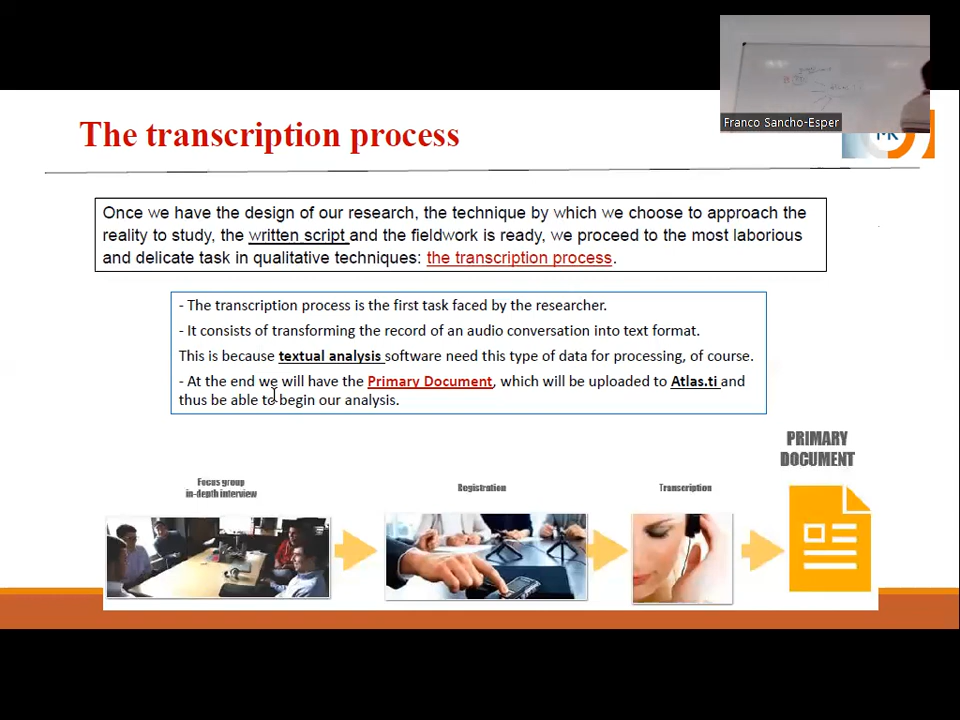 Franco Sancho-Esper
The transcription process
Once we have the design of our research, the technique by which we choose to approach the
reality to study, the written script and the fieldwork is ready, we proceed to the most laborious
and delicate task in qualitative techniques: the transcription process.
- The transcription process is the first task faced by the researcher.
- It consists of transforming the record of an audio conversation into text format.
This is because textual analysis software need this type of data for processing, of course.
- At the end we will have the Primary Document, which will be uploaded to Atlas.ti and
thus be able to begin our analysis.
PRIMARY
DOCUMENT
Focus group
in-depth interview
Registration
Transcription